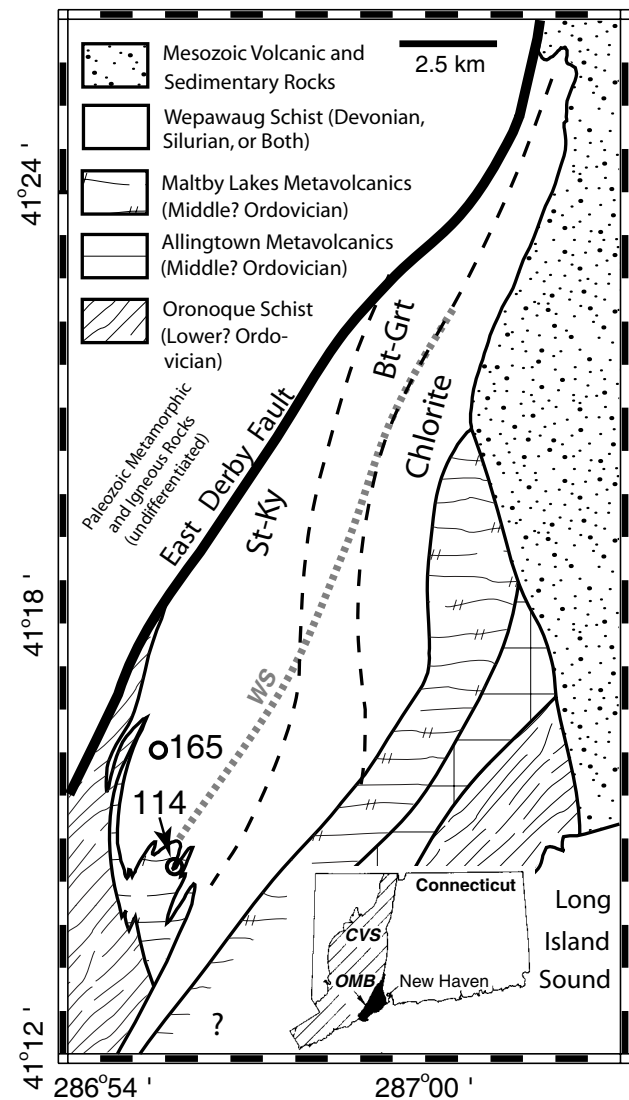 Mesozoic Volcanic and
Sedimentary Rocks
Wepawaug Schist (Devonian,
Silurian, or Both)
Maltby Lakes Metavolcanics
(Middle? Ordovician)
Allingtown Metavolcanics
(Middle? Ordovician)
Oronoque Schist
(Lower? Ordo-
vician)
2.5 km
41°24 '
41°18 '
41°12 '
Paleozoic Metamorphic
and Igneous Rocks
(undifferentiated)
East Derby Fault
St-Ky
Bt-Grt
Chlorite
WS
165
114
?
Connecticut
CVS
OMB
New Haven
Long
Island
Sound
286°54 '
287°00 '